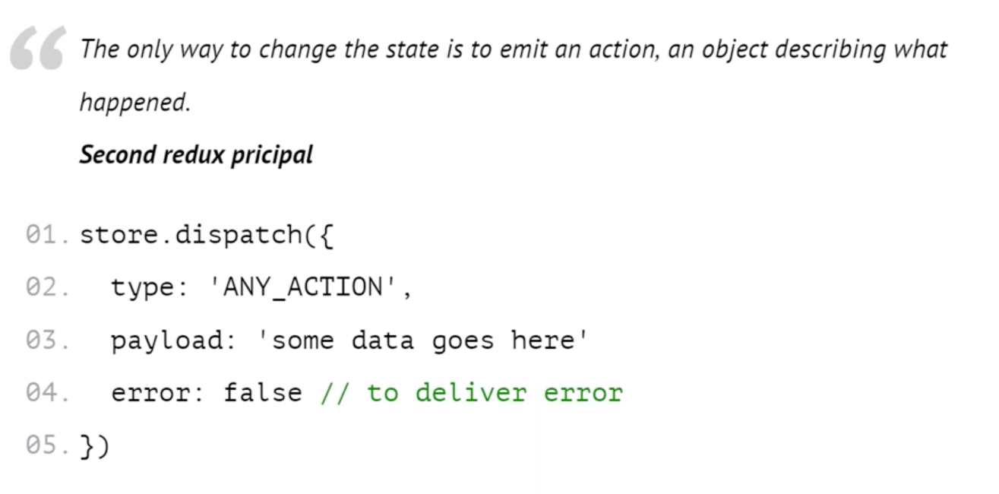 “ The only way to change the state is to emit an action, an object describing what
happened.
Second redux pricipal
01. store.dispatch({
02.   type: 'ANY_ACTION',
03.   payload: 'some data goes here'
04.   error: false // to deliver error
05. })